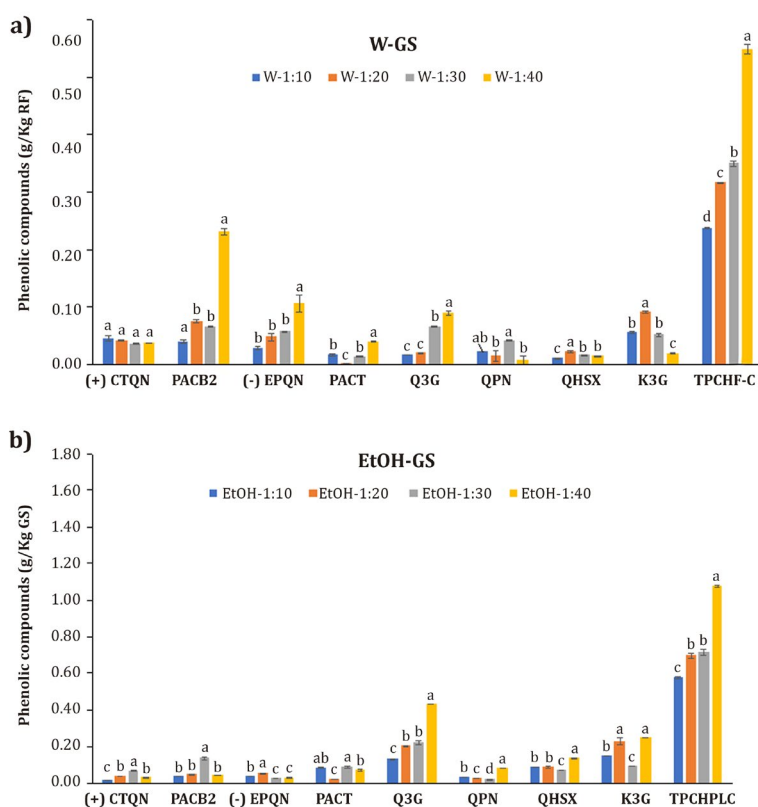 a)
W-GS
W-1:10 W-1:20 W-1:30 W-1:40
Phenolic compounds (g/Kg RF)
0.60
0.50
0.40
0.30
0.20
0.10
0.00
a a a a
a b b a
b b b a
b c b a
c c b a
ab b a b
c a b b
b a b c
d c b a
(+) CTQN PACB2 (-) EPQN PACT Q3G QPN QHSX K3G TPCHF-C
b)
EtOH-GS
EtOH-1:10 EtOH-1:20 EtOH-1:30 EtOH-1:40
Phenolic compounds (g/Kg GS)
1.80
1.60
1.40
1.20
1.00
0.80
0.60
0.40
0.20
0.00
c b a b
b b a b
b a c c
ab c a b
c b b a
b c d a
b b c a
b a c a
c b b a
(+) CTQN PACB2 (-) EPQN PACT Q3G QPN QHSX K3G TPCHPLC